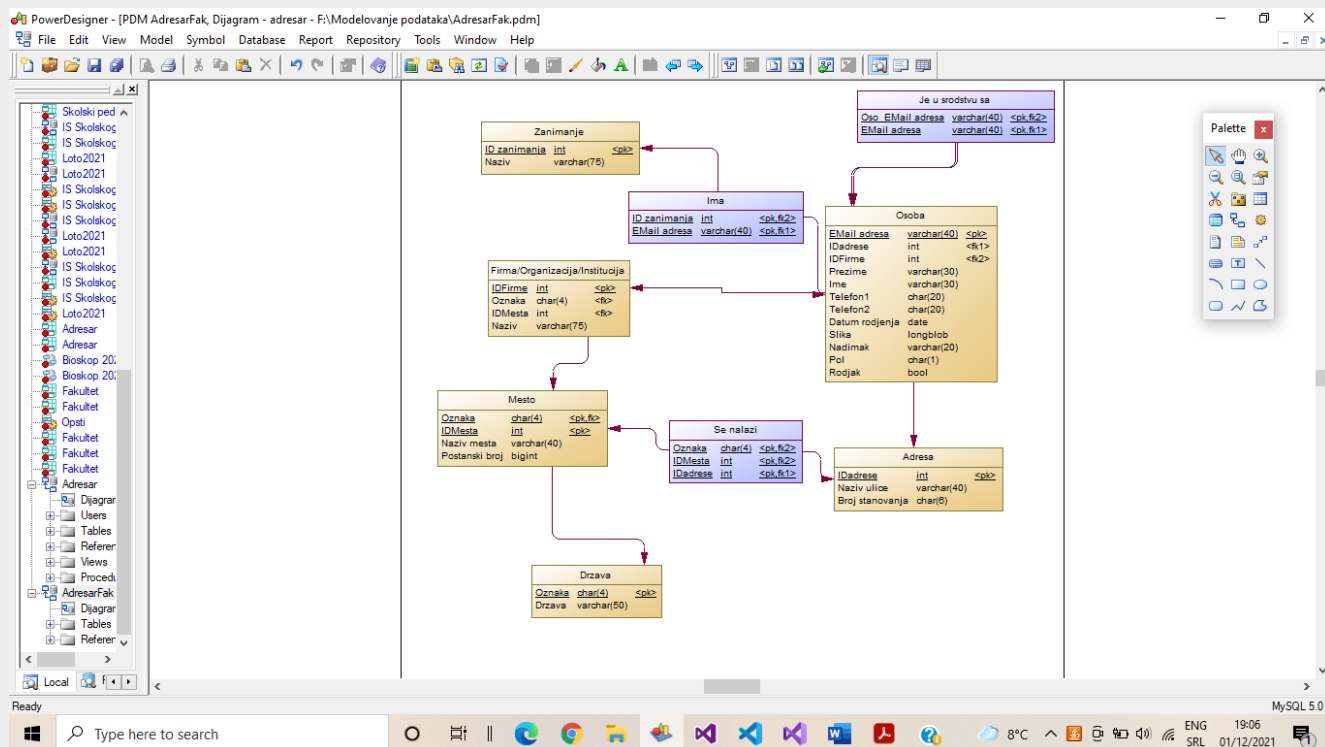 PowerDesigner - [PDM AdresarFak, Dijagram - adresar - F:\Modelovanje podataka\AdresarFak.pdm]
File Edit View Model Symbol Database Report Repository Tools Window Help
Skolski ped
IS Skolskog
IS Skolskog
Loto2021
Loto2021
IS Skolskog
IS Skolskog
IS Skolskog
Loto2021
Loto2021
IS Skolskog
IS Skolskog
IS Skolskog
Loto2021
Adresar
Adresar
Bioskop 202
Bioskop 202
Fakultet
Fakultet
Opsti
Fakultet
Fakultet
Fakultet
Adresar
Dijagrar
Users
Tables
Referer
Views
Procedu
AdresarFak
Dijagrar
Tables
Referer
Local
Je u srodstvu sa
Oso_EMail adresa varchar(40) <pk,fk2>
EMail adresa varchar(40) <pk,fk1>
Zanimanje
ID zanimanja int <pk>
Naziv varchar(75)
Ima
ID zanimanja int <pk,fk2>
EMail adresa varchar(40) <pk,fk1>
Osoba
EMail adresa varchar(40) <pk>
IDadrese int <fk1>
IDFirme int <fk2>
Prezime varchar(30)
Ime varchar(30)
Telefon1 char(20)
Telefon2 char(20)
Datum rodjenja date
Slika longblob
Nadimak varchar(20)
Pol char(1)
Rodjak bool
Firma/Organizacija/Institucija
IDFirme int <pk>
Oznaka char(4) <fk>
IDMesta int <fk>
Naziv varchar(75)
Mesto
Oznaka char(4) <pk,fk>
IDMesta int <pk>
Naziv mesta varchar(40)
Postanski broj bigint
Se nalazi
Oznaka char(4) <pk,fk2>
IDMesta int <pk,fk2>
IDadrese int <pk,fk1>
Adresa
IDadrese int <pk>
Naziv ulice varchar(40)
Broj stanovanja char(6)
Drzava
Oznaka char(4) <pk>
Drzava varchar(50)
Palette
Ready
MySQL 5.0
Type here to search
8°C
ENG
SRL
19:06
01/12/2021